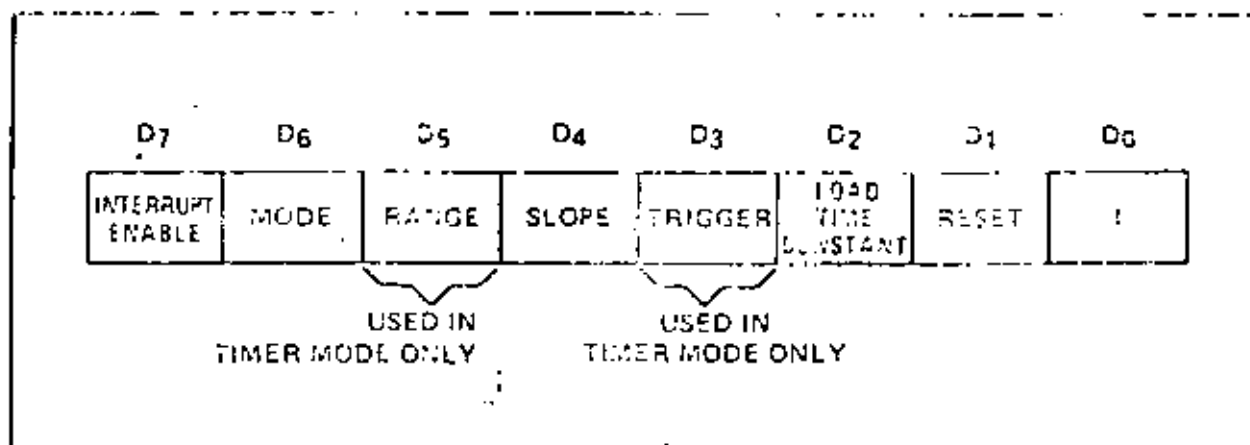 D7 D6 D5 D4 D3 D2 D1 D0
INTERRUPT ENABLE MODE RANGE SLOPE TRIGGER LOAD TIME CONSTANT RESET 1
USED IN TIMER MODE ONLY
USED IN TIMER MODE ONLY